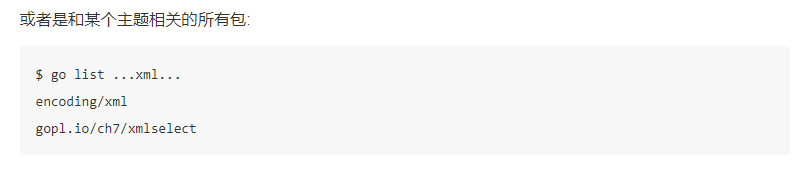 或者是和某个主题相关的所有包:
$ go list ...xml...
encoding/xml
gopl.io/ch7/xmlselect